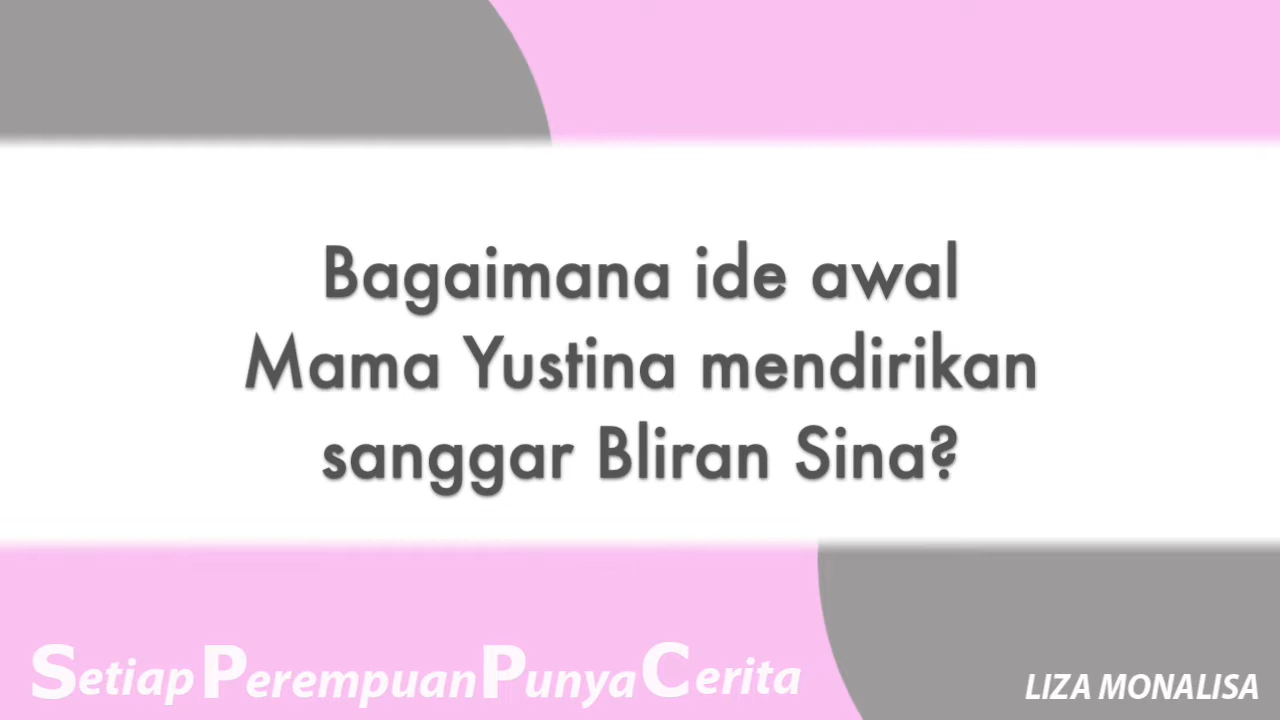 Bagaimana ide awal
Mama Yustina mendirikan
sanggar Bliran Sina?
Setiap Perempuan Punya Cerita
LIZA MONALISA